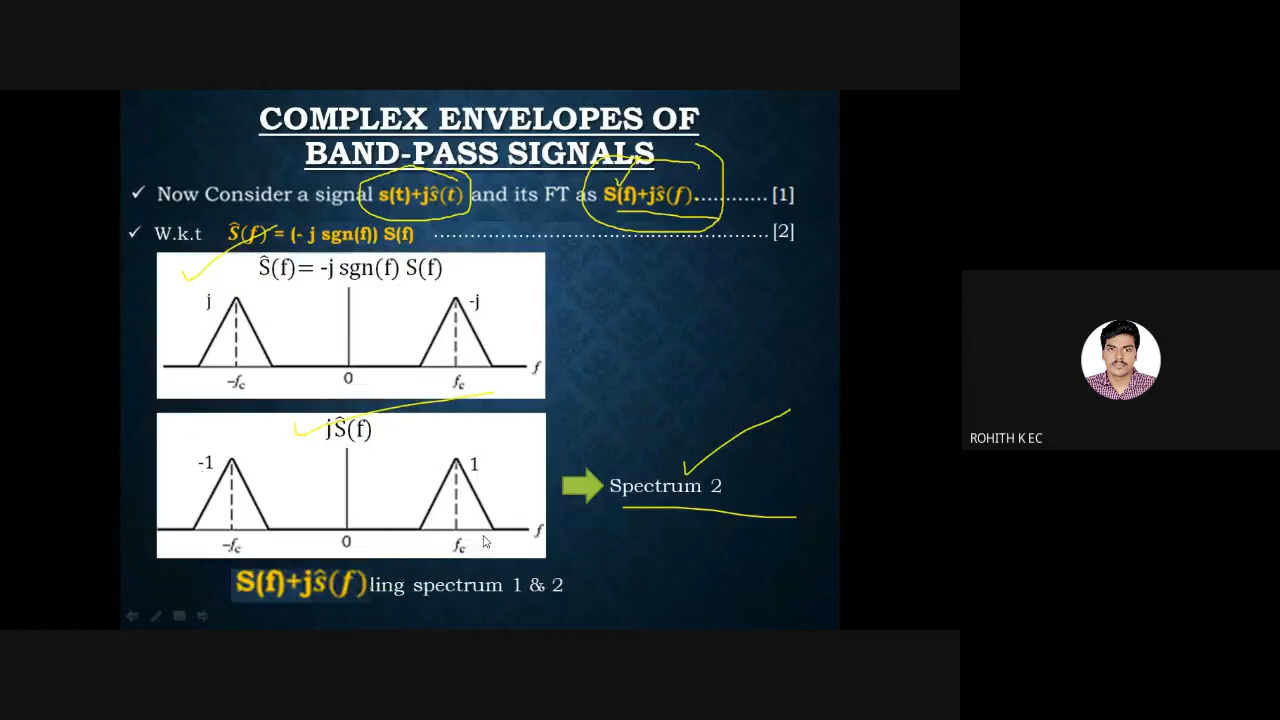 COMPLEX ENVELOPES OF
BAND-PASS SIGNALS
✓ Now Consider a signal s(t)+jŝ(t) and its FT as S(f)+jŝ(f)............. [1]
✓ W.k.t Ŝ(f) = (- j sgn(f)) S(f) ........................................................ [2]
Ŝ(f)= -j sgn(f) S(f)
j -j
f
-fc 0 fc
jŜ(f)
-1 1
Spectrum 2
f
-fc 0 fc
S(f)+jŝ(f)ling spectrum 1 & 2
ROHITH K EC